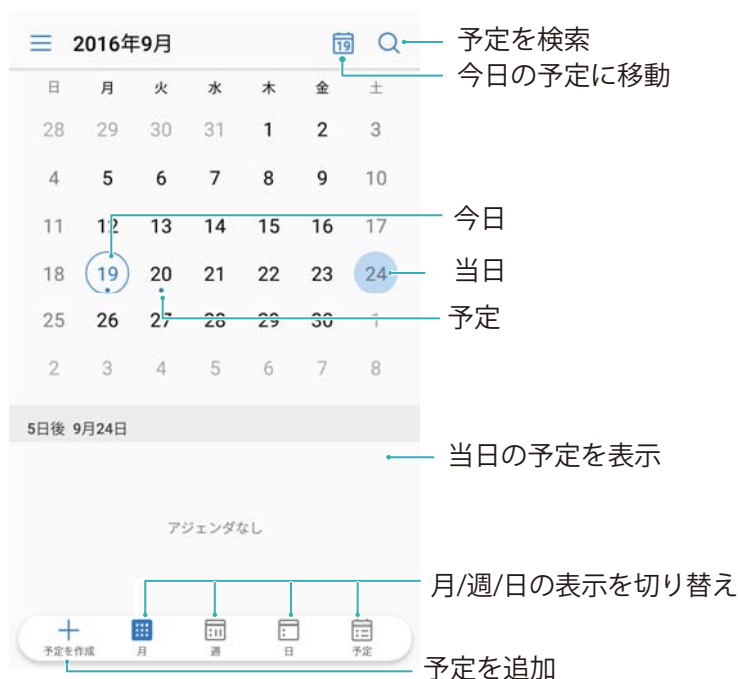 2016年9月 19 予定を検索
今日の予定に移動
日 月 火 水 木 金 土
28 29 30 31 1 2 3
4 5 6 7 8 9 10
11 12 13 14 15 16 17 今日
18 19 20 21 22 23 24 当日
25 26 27 28 29 30 1 予定
2 3 4 5 6 7 8
5日後 9月24日
当日の予定を表示
アジェンダなし
月/週/日の表示を切り替え
予定を作成 月 週 日 予定
予定を追加